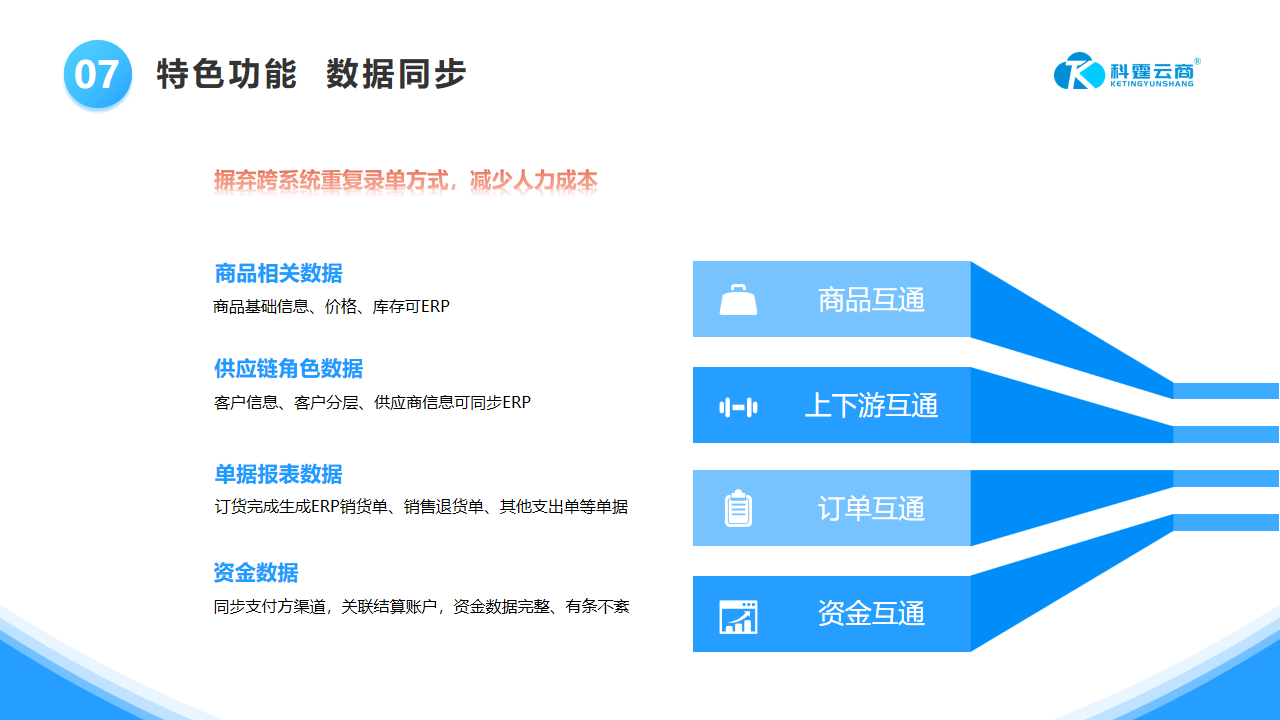 07
特色功能 数据同步
科霆云商®
KETINGYUNSHANG
摒弃跨系统重复录单方式，减少人力成本
商品相关数据
商品基础信息、价格、库存可ERP
供应链角色数据
客户信息、客户分层、供应商信息可同步ERP
单据报表数据
订货完成生成ERP销货单、销售退货单、其他支出单等单据
资金数据
同步支付方渠道，关联结算账户，资金数据完整、有条不紊
商品互通
上下游互通
订单互通
资金互通